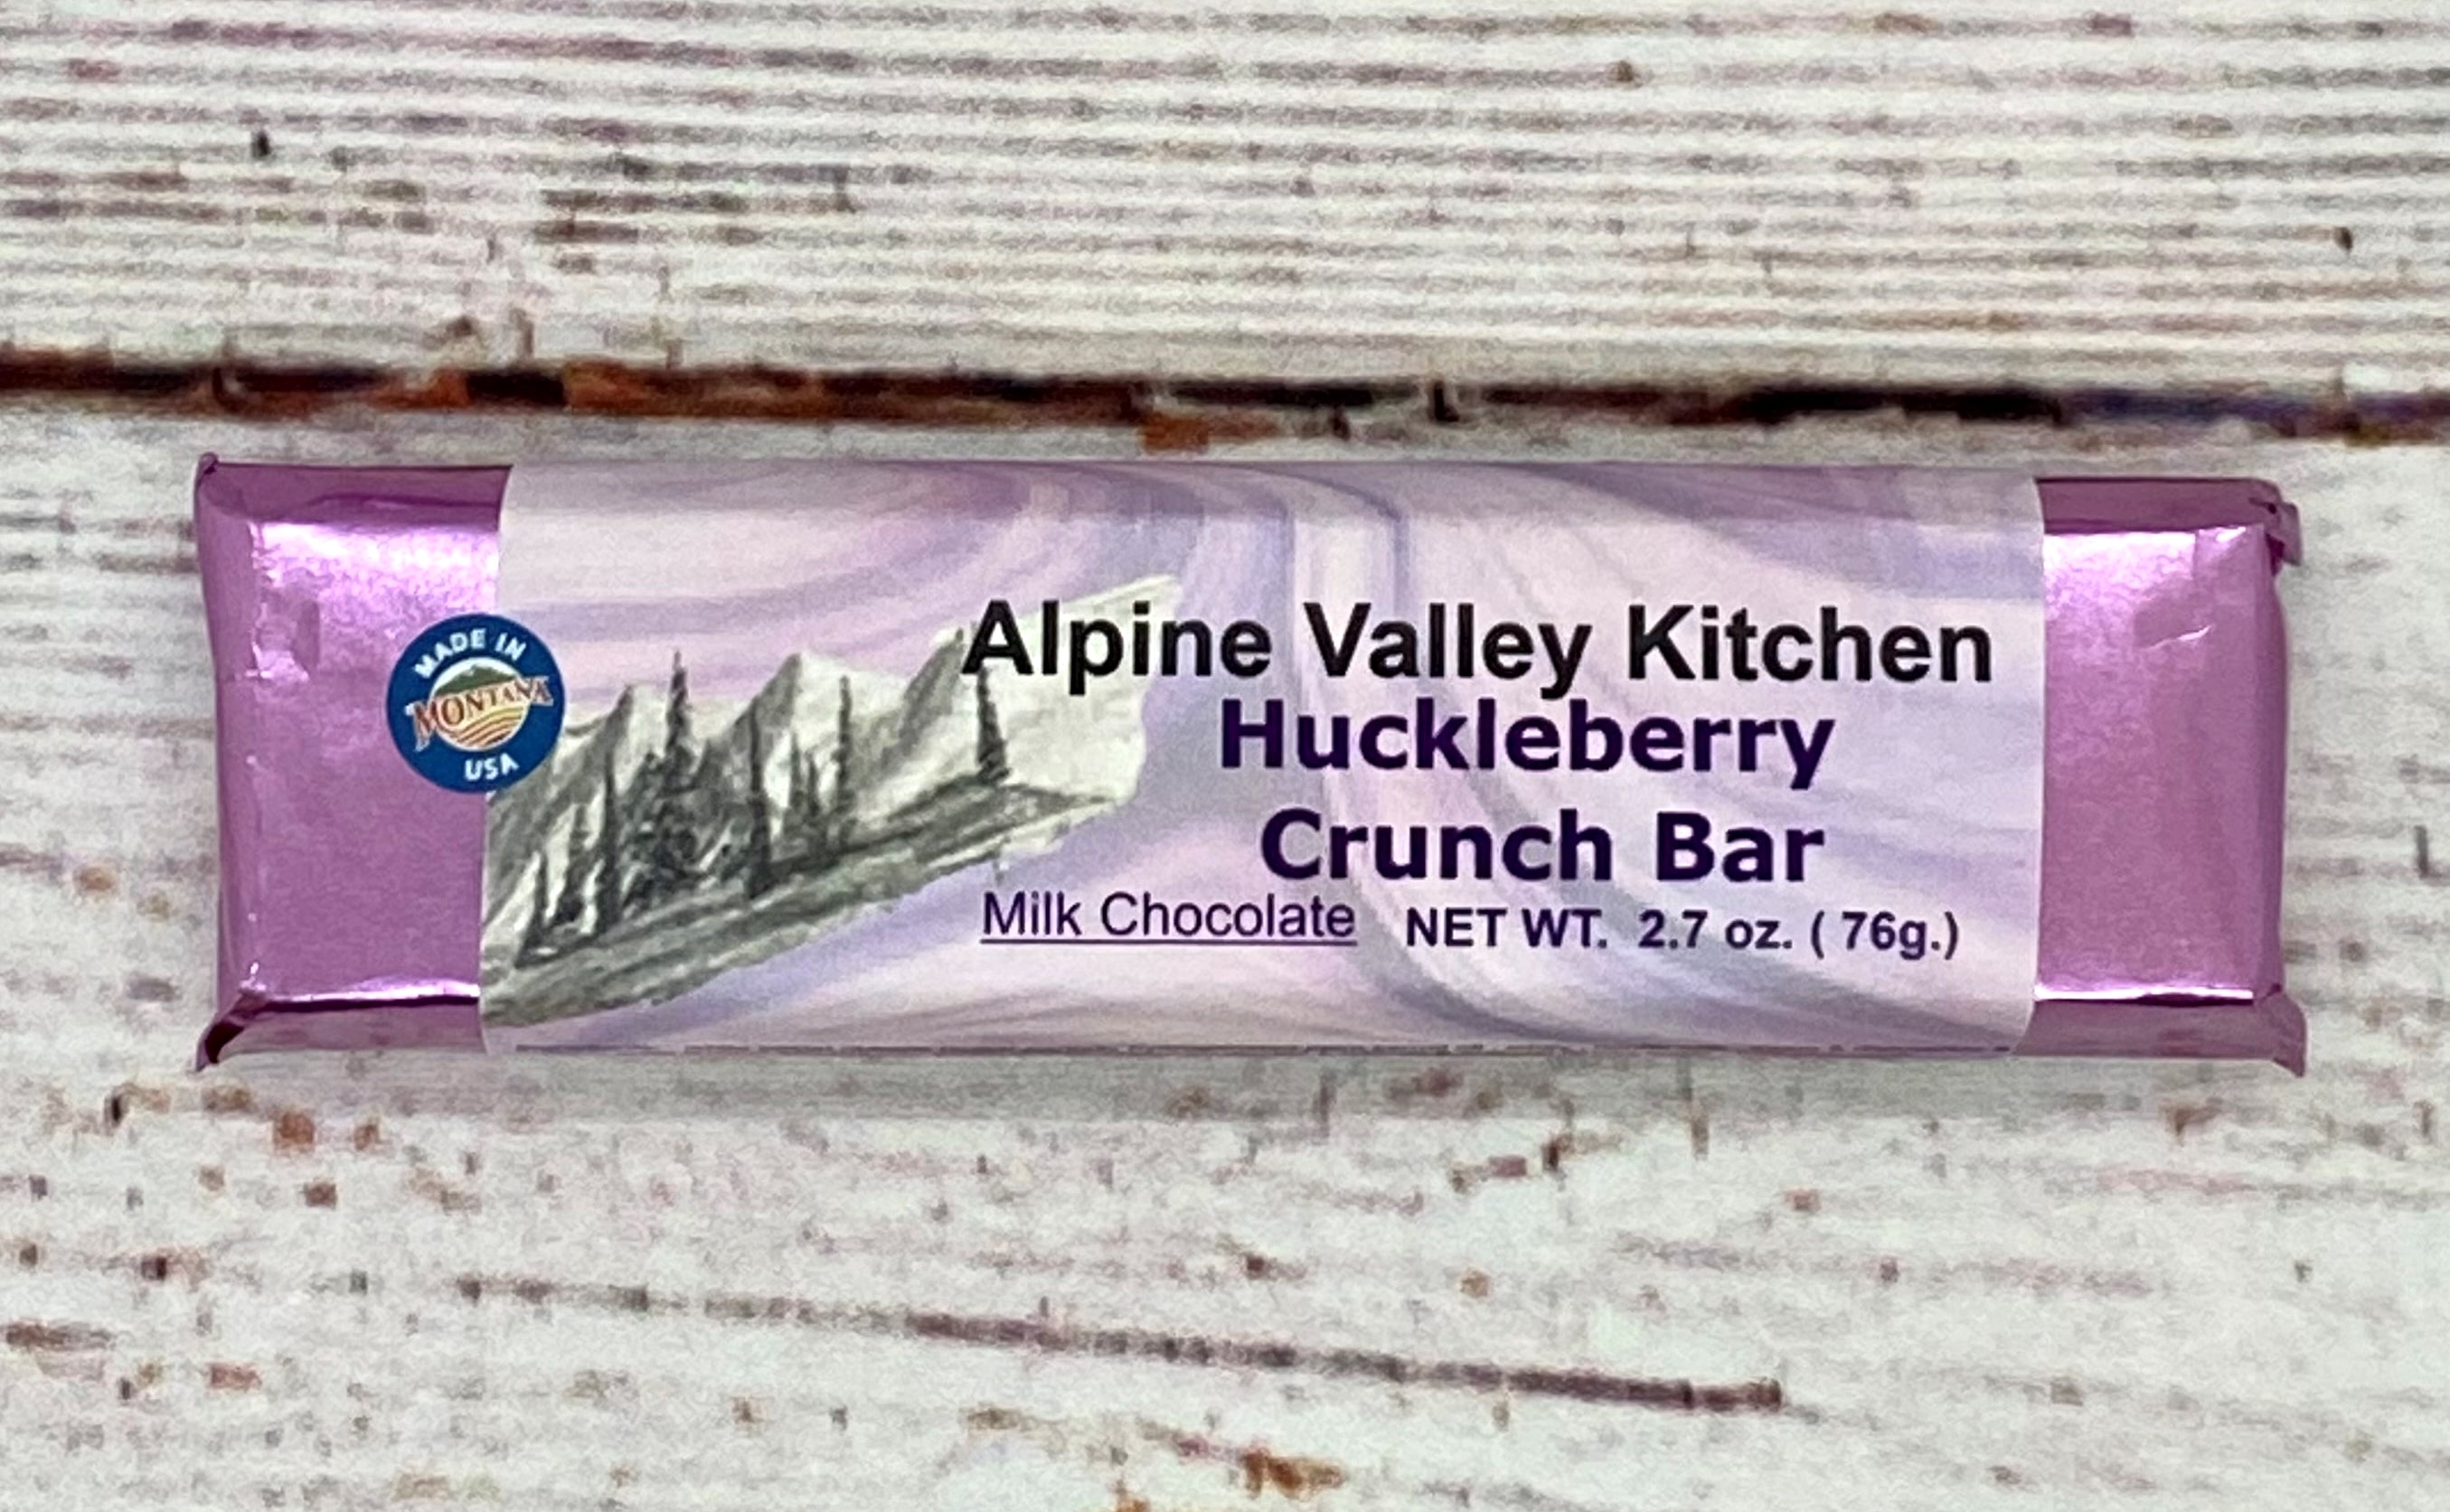 MADE IN
MONTANA
USA
Alpine Valley Kitchen
Huckleberry
Crunch Bar
Milk Chocolate NET WT. 2.7 oz. ( 76g.)